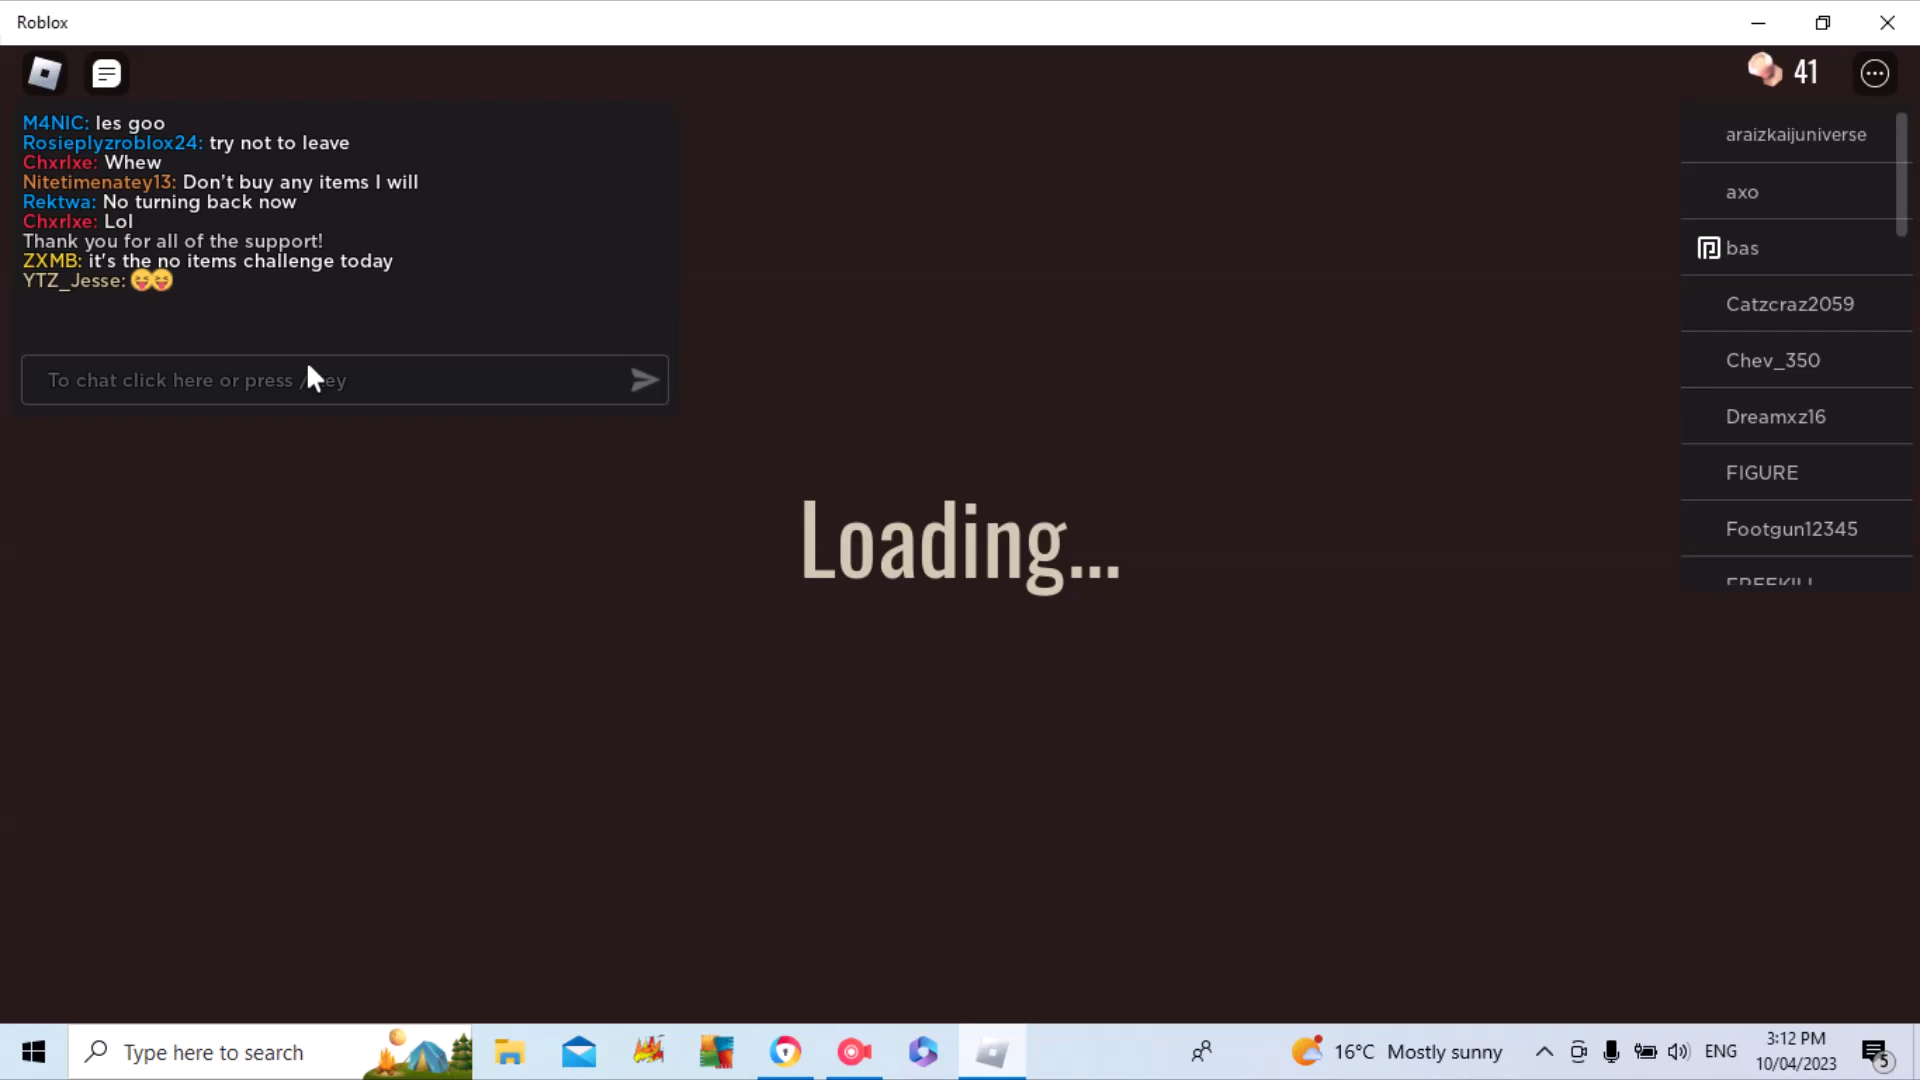 Roblox
41
M4NIC: les goo
Rosieplyzroblox24: try not to leave
Chxrlxe: Whew
Nitetimenatey13: Don't buy any items I will
Rektwa: No turning back now
Chxrlxe: Lol
Thank you for all of the support!
ZXMB: it's the no items challenge today
YTZ_Jesse: 😝😝
To chat click here or press / key
araizkaijuniverse
axo
bas
Catzcraz2059
Chev_350
Dreamxz16
FIGURE
Footgun12345
Loading...
Type here to search
16°C Mostly sunny
ENG
3:12 PM
10/04/2023
5